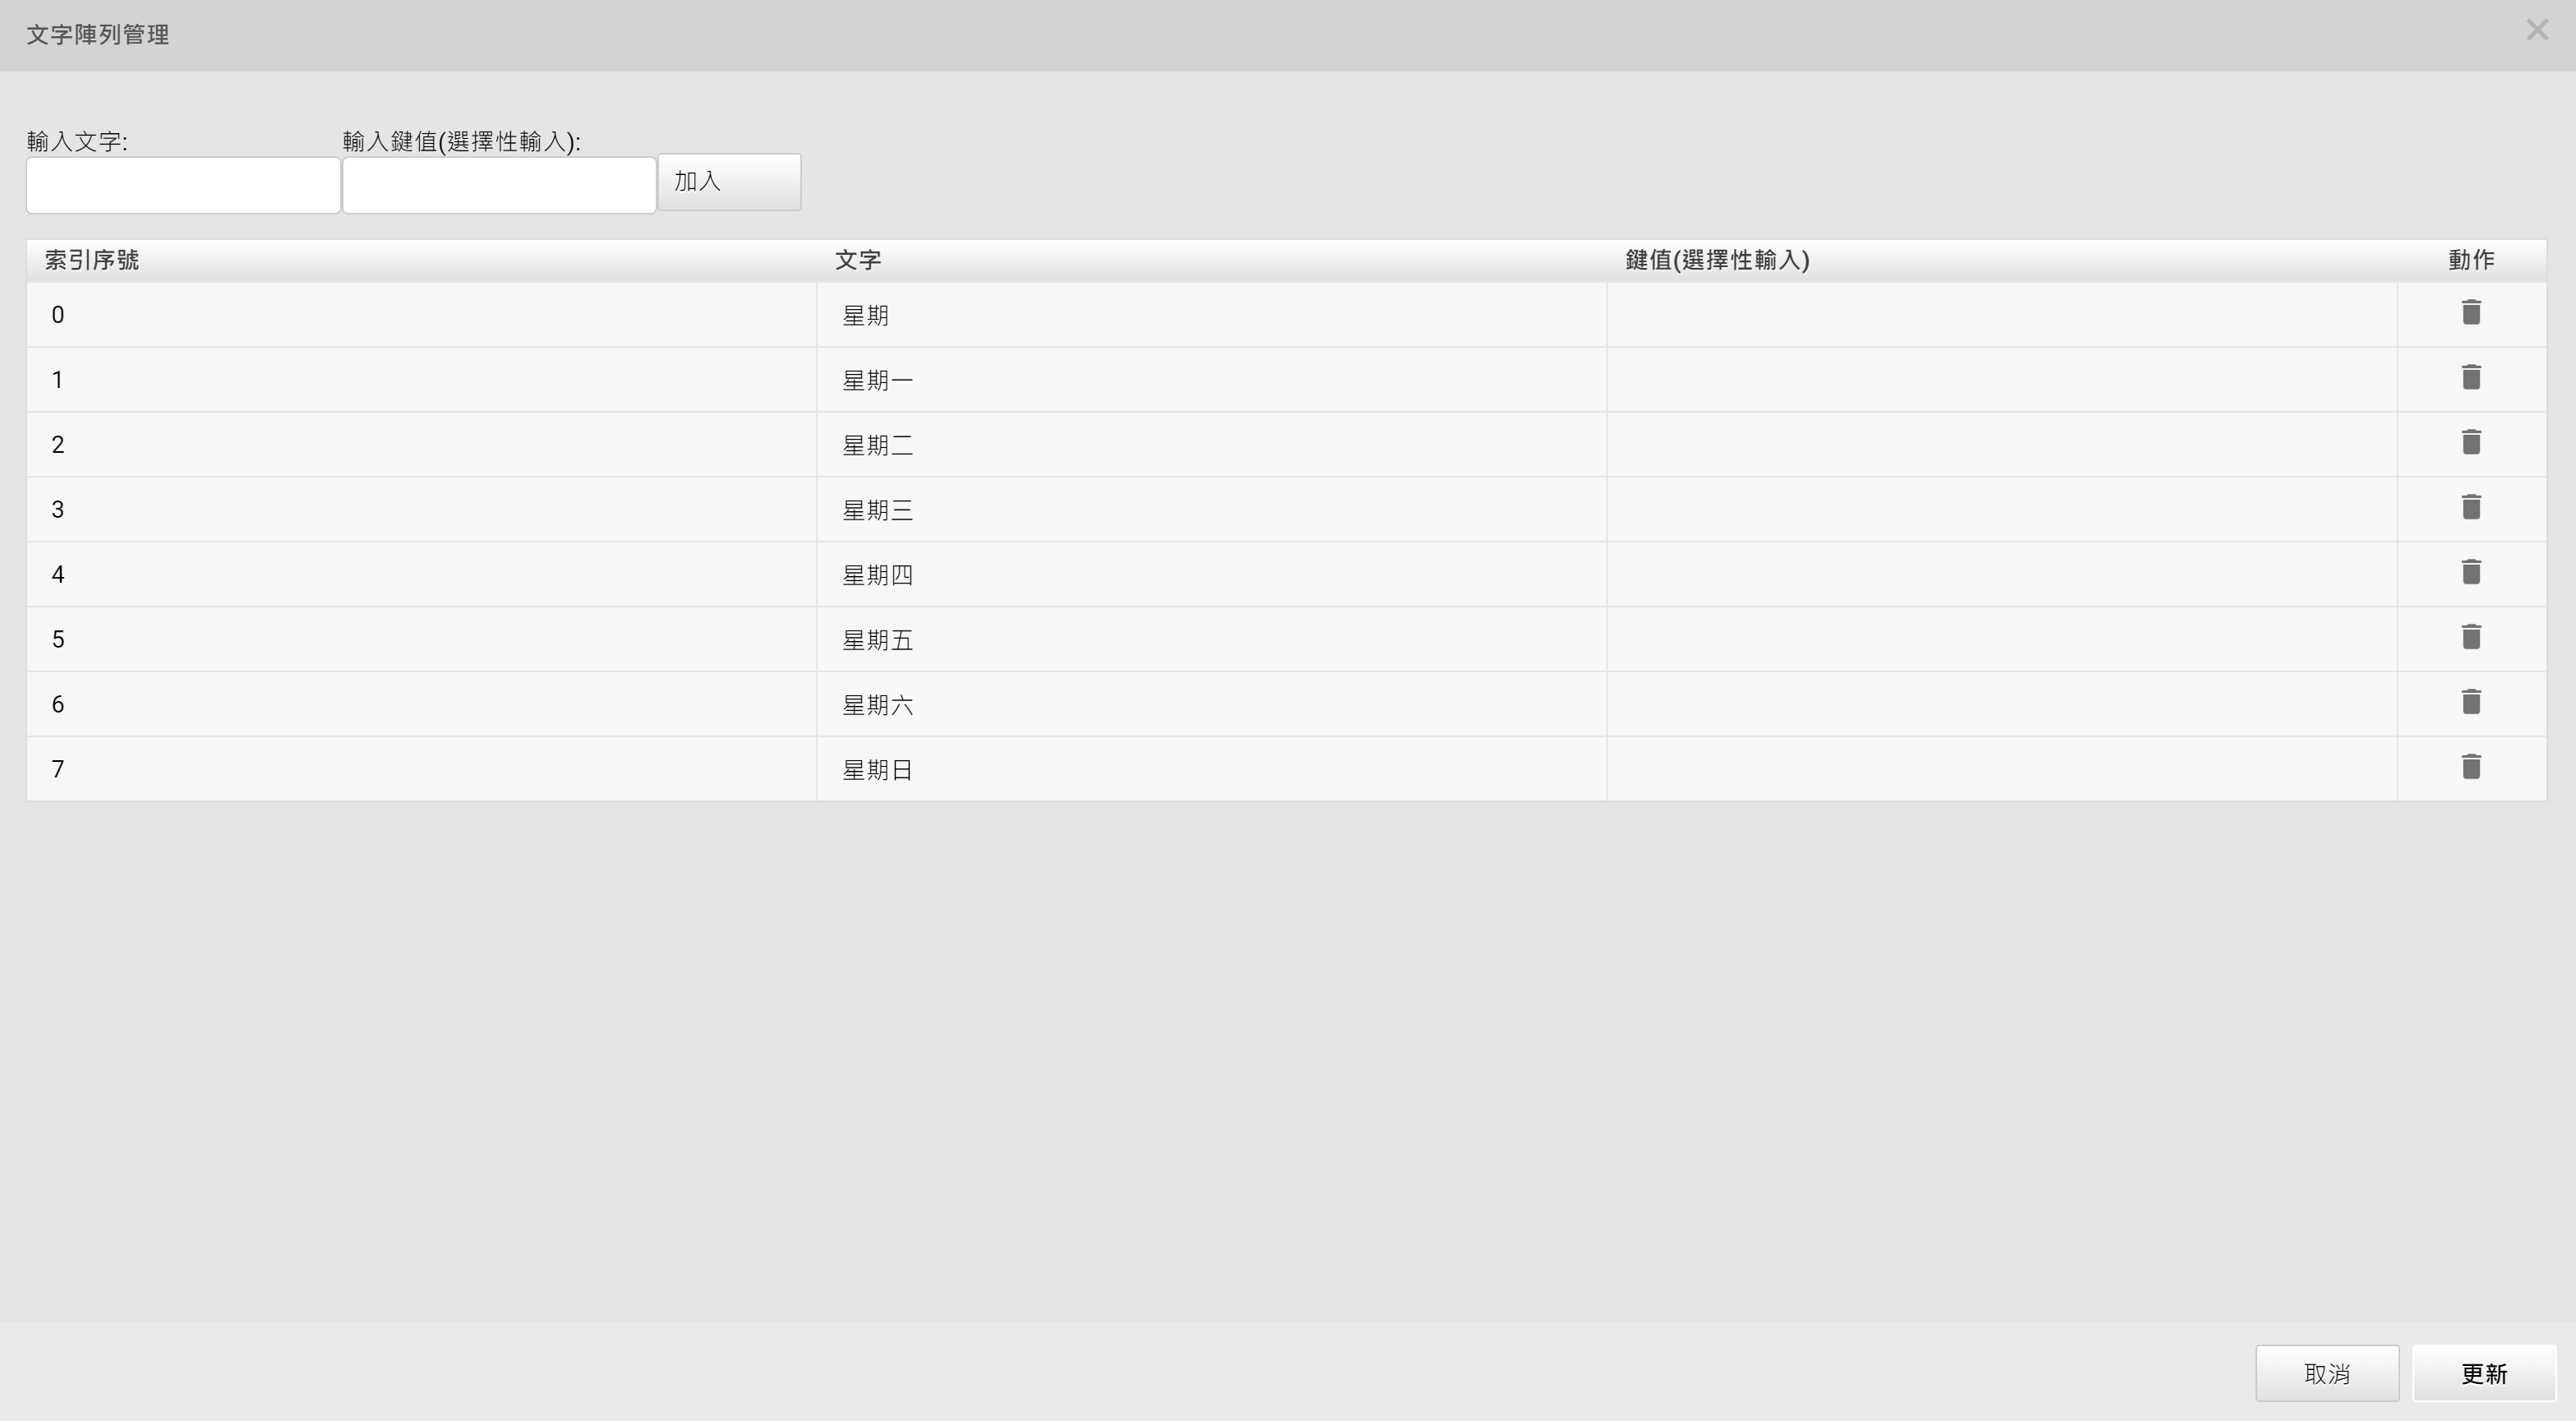 文字陣列管理
輸入文字: 輸入鍵值(選擇性輸入):
加入
索引序號 文字 鍵值(選擇性輸入) 動作
0 星期
1 星期一
2 星期二
3 星期三
4 星期四
5 星期五
6 星期六
7 星期日
取消 更新